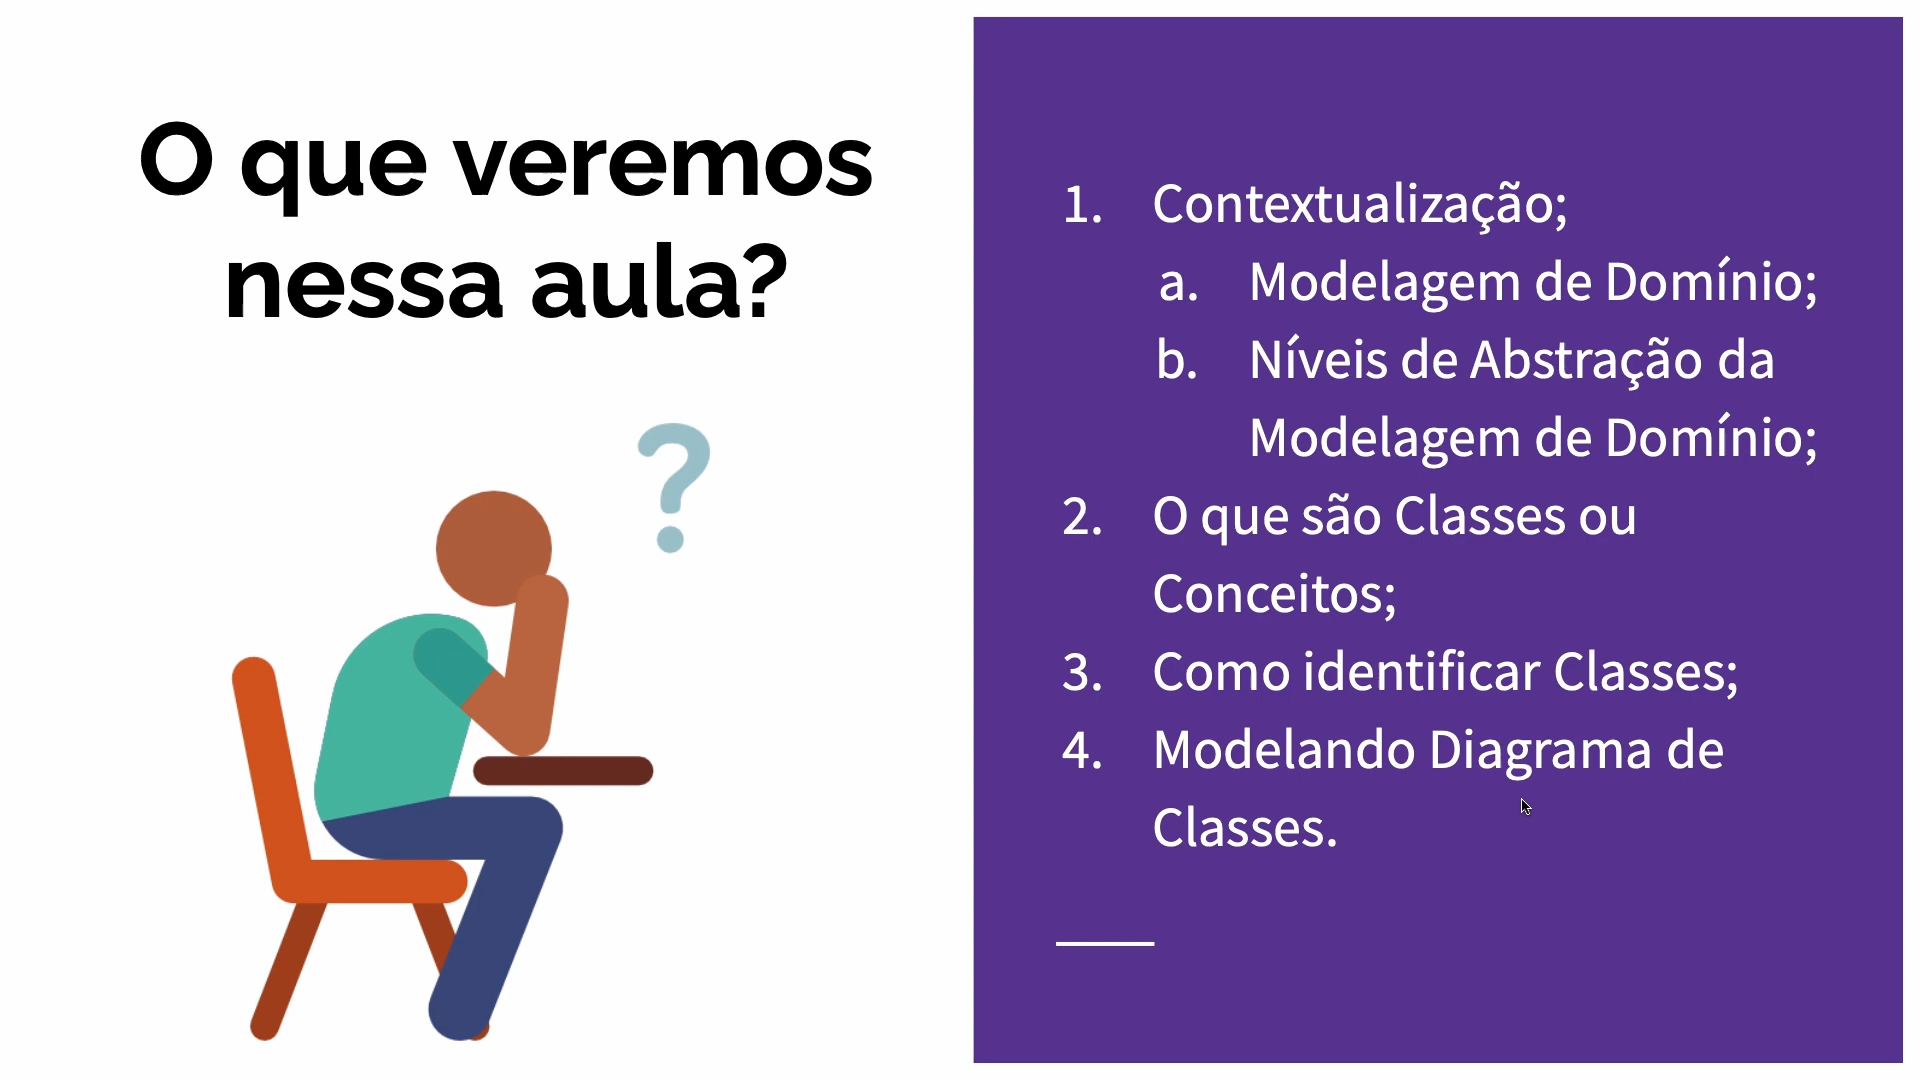 O que veremos
nessa aula?
?
1. Contextualização;
a. Modelagem de Domínio;
b. Níveis de Abstração da
Modelagem de Domínio;
2. O que são Classes ou
Conceitos;
3. Como identificar Classes;
4. Modelando Diagrama de
Classes.